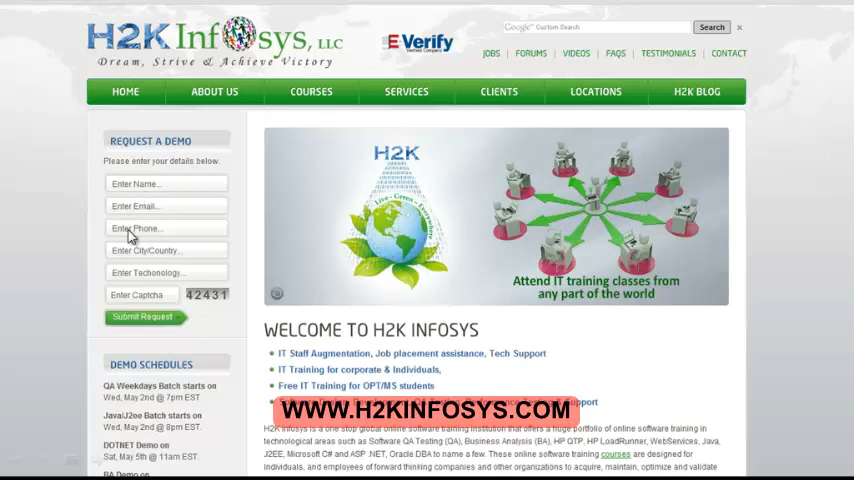 H2K Infosys, LLC
Dream, Strive & Achieve Victory
E Verify
Google™ Custom Search
Search
×
JOBS FORUMS VIDEOS FAQS TESTIMONIALS CONTACT
HOME ABOUT US COURSES SERVICES CLIENTS LOCATIONS H2K BLOG
REQUEST A DEMO
Please enter your details below.
Enter Name...
Enter Email...
Enter Phone...
Enter City/Country...
Enter Techonology...
Enter Captcha 42431
Submit Request
H2K
Live - Green - Everywhere
Attend IT training classes from
any part of the world
WELCOME TO H2K INFOSYS
IT Staff Augmentation, Job placement assistance, Tech Support
IT Training for corporate & Individuals,
Free IT Training for OPT/MS students
Support
WWW.H2KINFOSYS.COM
H2K Infosys is a one stop global online software training institution that offers a huge portfolio of online software training in
technological areas such as Software QA Testing (QA), Business Analysis (BA), HP QTP, HP LoadRunner, WebServices, Java,
J2EE, Microsoft C# and ASP .NET, Oracle DBA to name a few. These online software training courses are designed for
Individuals, and employees of forward thinking companies and other organizations to acquire, maintain, optimize and validate
DEMO SCHEDULES
QA Weekdays Batch starts on
Wed, May 2nd @ 7pm EST
Java/J2ee Batch starts on
Wed, May 2nd @ 8pm EST.
DOTNET Demo on
Sat, May 5th @ 11am EST.
BA Demo on